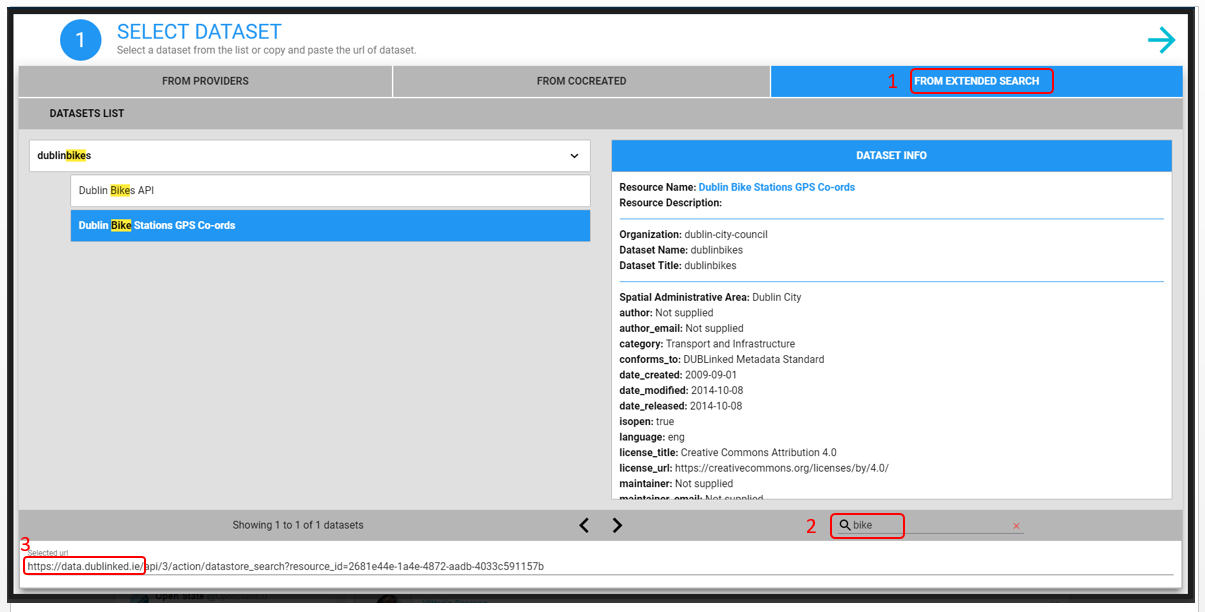 1
SELECT DATASET
Select a dataset from the list or copy and paste the url of dataset.
FROM PROVIDERS
FROM COCREATED
1 FROM EXTENDED SEARCH
DATASETS LIST
dublinbikes
Dublin Bikes API
Dublin Bike Stations GPS Co-ords
DATASET INFO
Resource Name: Dublin Bike Stations GPS Co-ords
Resource Description:
Organization: dublin-city-council
Dataset Name: dublinbikes
Dataset Title: dublinbikes
Spatial Administrative Area: Dublin City
author: Not supplied
author_email: Not supplied
category: Transport and Infrastructure
conforms_to: DUBLinked Metadata Standard
date_created: 2009-09-01
date_modified: 2014-10-08
date_released: 2014-10-08
isopen: true
language: eng
license_title: Creative Commons Attribution 4.0
license_url: https://creativecommons.org/licenses/by/4.0/
maintainer: Not supplied
maintainer_email: Not supplied
Showing 1 to 1 of 1 datasets
2 bike
3
Selected url
https://data.dublinked.ie/api/3/action/datastore_search?resource_id=2681e44e-1a4e-4872-aadb-4033c591157b
Open State